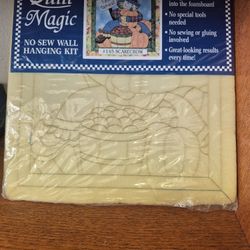 Quilt
Magic
NO SEW WALL
HANGING KIT
#145 SCARECROW
into the foamboard
• No special tools
needed
• No sewing or gluing
involved
• Great-looking results
every time!